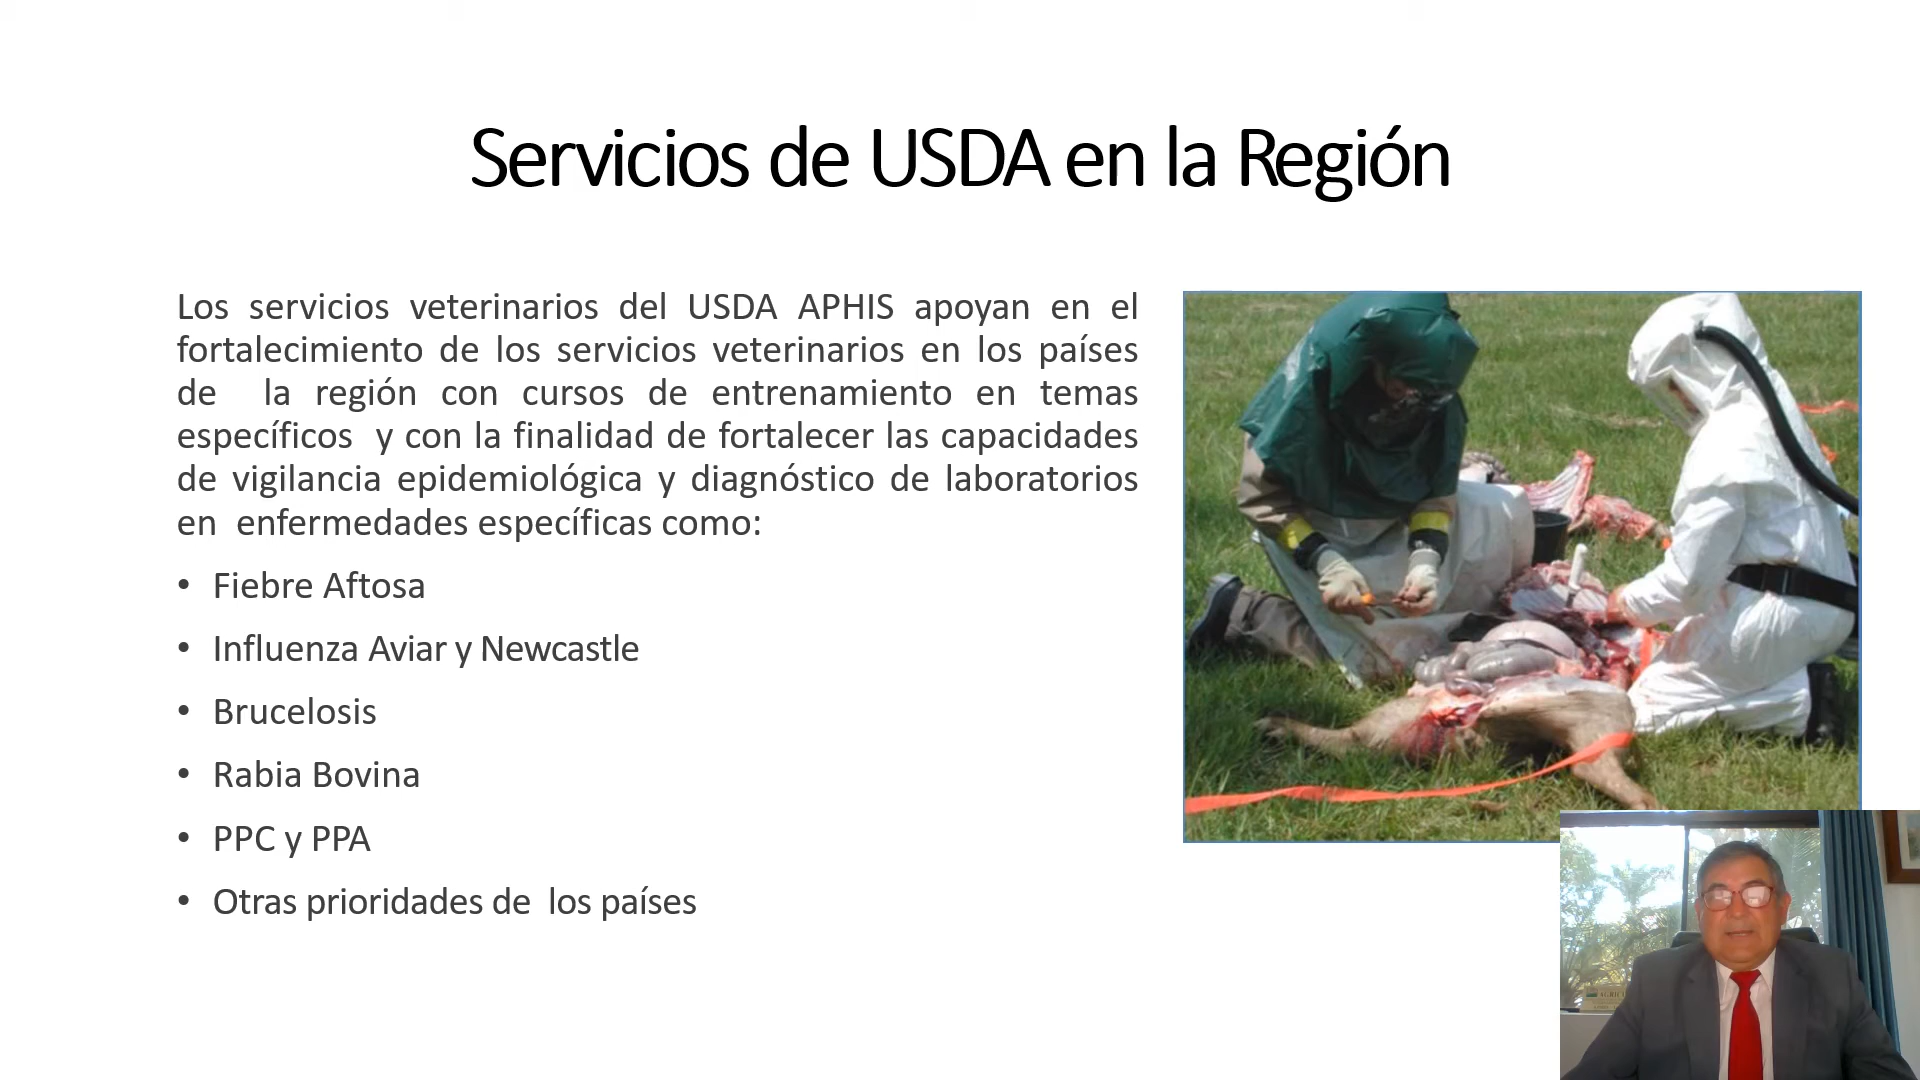 Servicios de USDA en la Región
Los servicios veterinarios del USDA APHIS apoyan en el
fortalecimiento de los servicios veterinarios en los países
de la región con cursos de entrenamiento en temas
específicos y con la finalidad de fortalecer las capacidades
de vigilancia epidemiológica y diagnóstico de laboratorios
en enfermedades específicas como:
• Fiebre Aftosa
• Influenza Aviar y Newcastle
• Brucelosis
• Rabia Bovina
• PPC y PPA
• Otras prioridades de los países